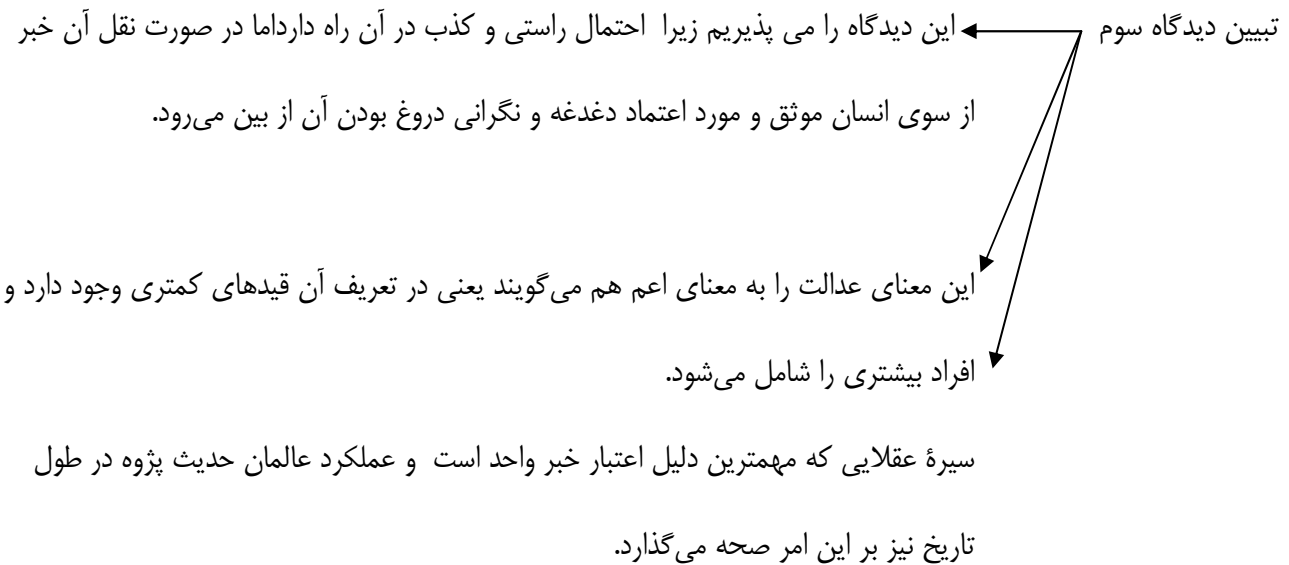 تبیین دیدگاه سوم این دیدگاه را می پذیریم زیرا احتمال راستی و کذب در آن راه دارداما در صورت نقل آن خبر
از سوی انسان موثق و مورد اعتماد دغدغه و نگرانی دروغ بودن آن از بین می‌رود.
این معنای عدالت را به معنای اعم هم می‌گویند یعنی در تعریف آن قیدهای کمتری وجود دارد و
افراد بیشتری را شامل می‌شود.
سیرۀ عقلایی که مهمترین دلیل اعتبار خبر واحد است و عملکرد عالمان حدیث پژوه در طول
تاریخ نیز بر این امر صحه می‌گذارد.